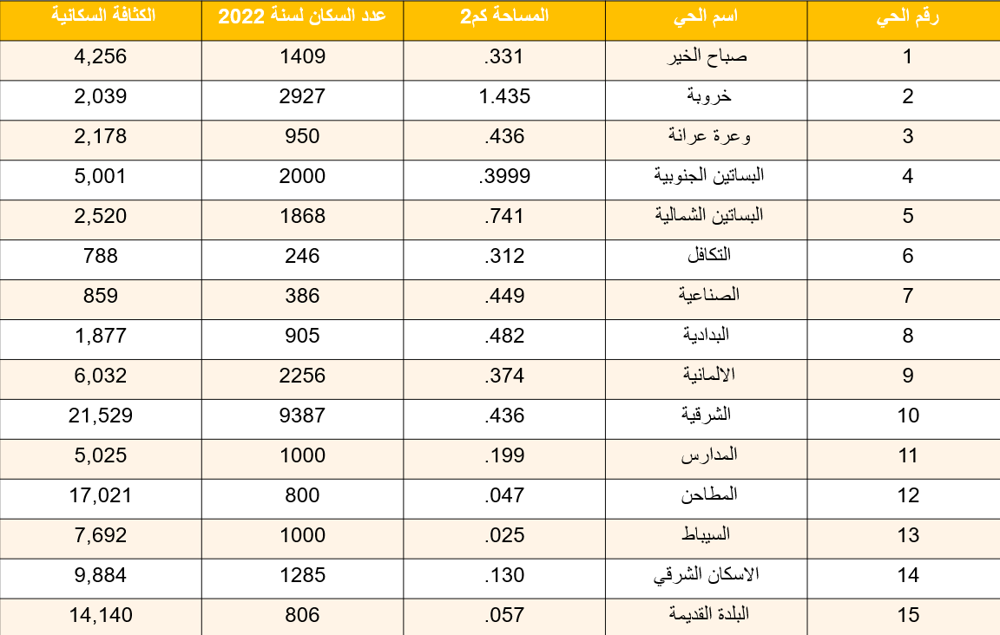 رقم الحي اسم الحي المساحة كم2 عدد السكان لسنة 2022 الكثافة السكانية
1 صباح الخير .331 1409 4,256
2 خروبة 1.435 2927 2,039
3 وعرة عرانة .436 950 2,178
4 البساتين الجنوبية .3999 2000 5,001
5 البساتين الشمالية .741 1868 2,520
6 التكافل .312 246 788
7 الصناعية .449 386 859
8 البدادية .482 905 1,877
9 الالمانية .374 2256 6,032
10 الشرقية .436 9387 21,529
11 المدارس .199 1000 5,025
12 المطاحن .047 800 17,021
13 السيباط .025 1000 7,692
14 الاسكان الشرقي .130 1285 9,884
15 البلدة القديمة .057 806 14,140